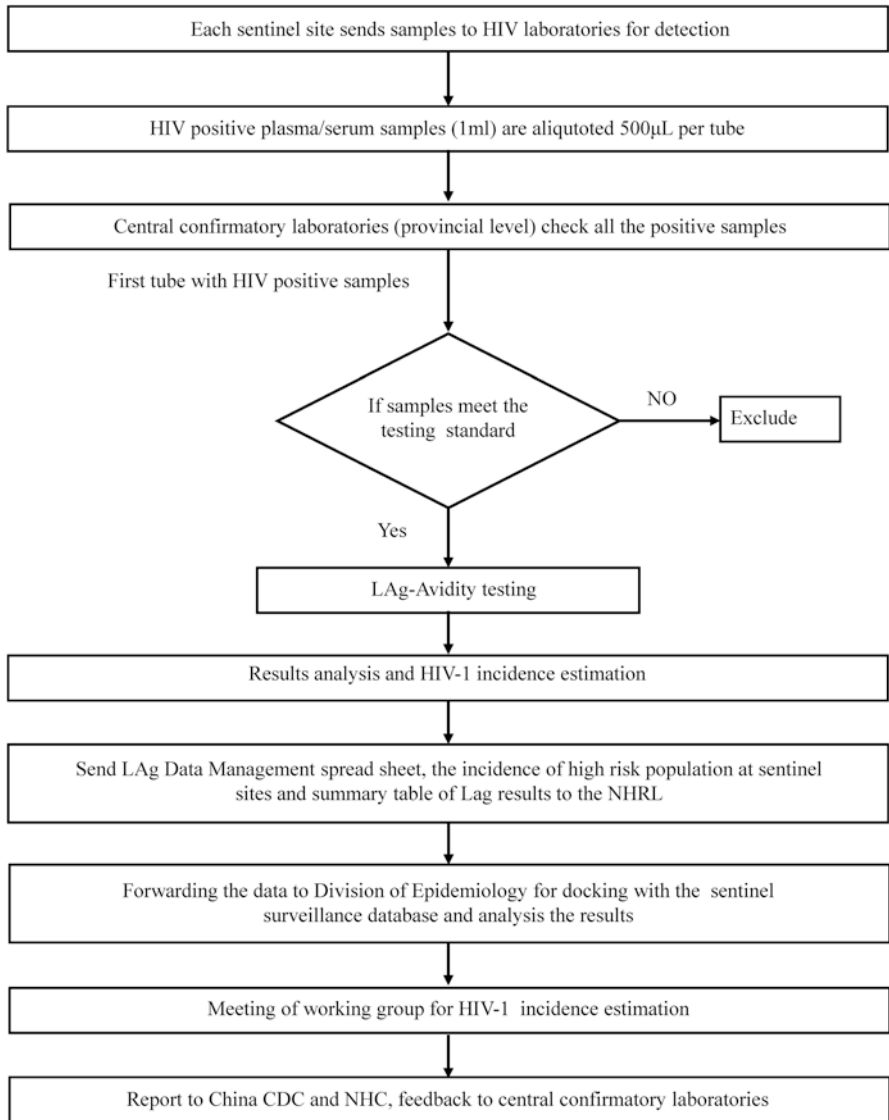 Each sentinel site sends samples to HIV laboratories for detection
HIV positive plasma/serum samples (1ml) are aliqutoted 500μL per tube
Central confirmatory laboratories (provincial level) check all the positive samples
First tube with HIV positive samples
If samples meet the
testing standard
NO
Exclude
Yes
LAg-Avidity testing
Results analysis and HIV-1 incidence estimation
Send LAg Data Management spread sheet, the incidence of high risk population at sentinel
sites and summary table of Lag results to the NHRL
Forwarding the data to Division of Epidemiology for docking with the sentinel
surveillance database and analysis the results
Meeting of working group for HIV-1 incidence estimation
Report to China CDC and NHC, feedback to central confirmatory laboratories